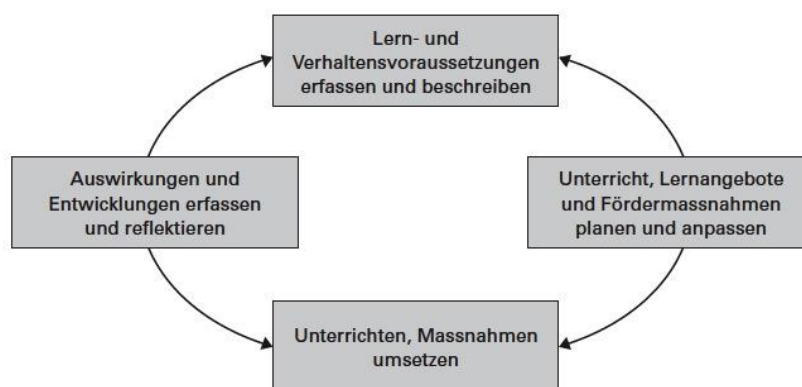 Lern- und
Verhaltensvoraussetzungen
erfassen und beschreiben
Auswirkungen und
Entwicklungen erfassen
und reflektieren
Unterricht, Lernangebote
und Fördermassnahmen
planen und anpassen
Unterrichten, Massnahmen
umsetzen